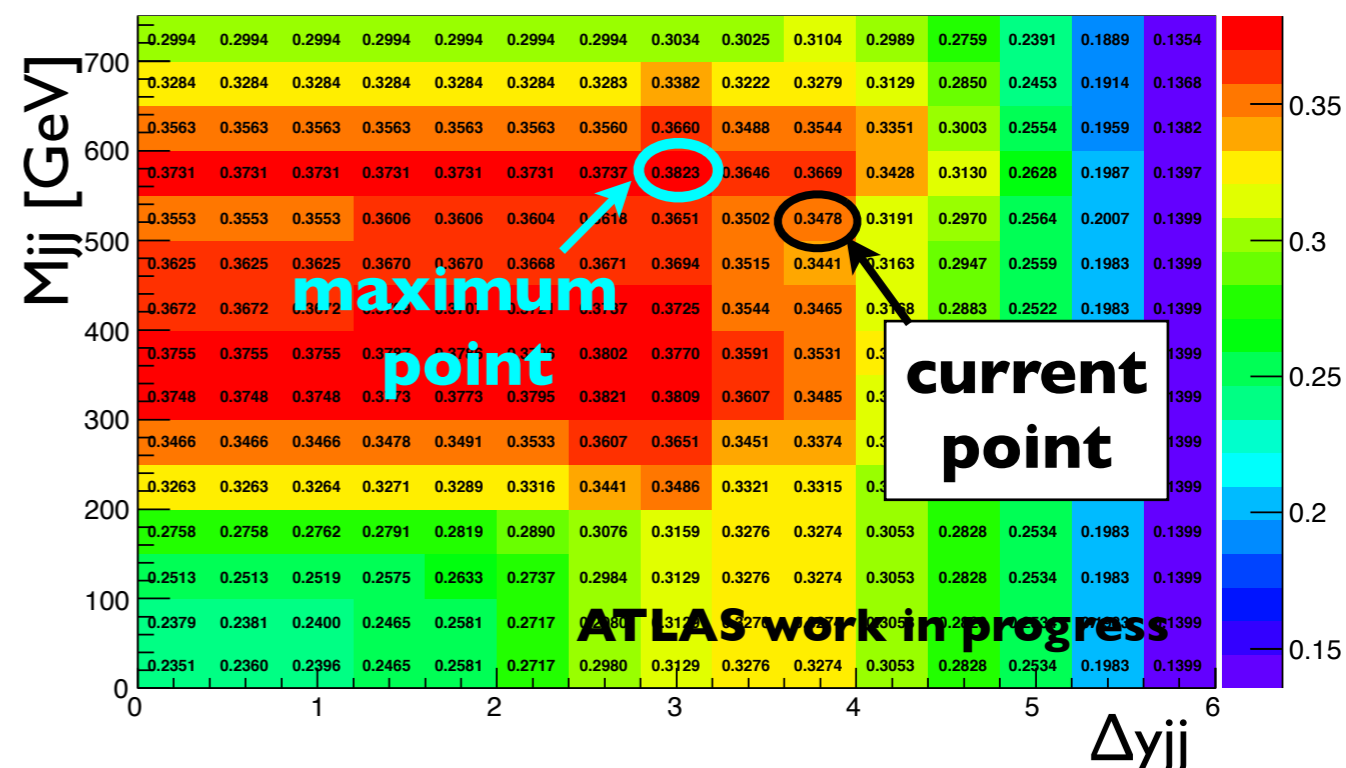 Mjj [GeV]
700
600
500
400
300
200
100
0
0.2994 0.2994 0.2994 0.2994 0.2994 0.2994 0.2994 0.3034 0.3025 0.3104 0.2989 0.2759 0.2391 0.1889 0.1354
0.3284 0.3284 0.3284 0.3284 0.3284 0.3284 0.3283 0.3382 0.3222 0.3279 0.3129 0.2850 0.2453 0.1914 0.1368
0.3563 0.3563 0.3563 0.3563 0.3563 0.3563 0.3560 0.3660 0.3488 0.3544 0.3351 0.3003 0.2554 0.1959 0.1382
0.3731 0.3731 0.3731 0.3731 0.3731 0.3731 0.3737 0.3823 0.3646 0.3669 0.3428 0.3130 0.2628 0.1987 0.1397
0.3553 0.3553 0.3553 0.3606 0.3606 0.3604 0.3651 0.3502 0.3478 0.3191 0.2970 0.2564 0.2007 0.1399
0.3625 0.3625 0.3625 0.3670 0.3670 0.3668 0.3671 0.3694 0.3515 0.3441 0.3163 0.2947 0.2559 0.1983 0.1399
0.3672 0.3672 0.3725 0.3544 0.3465 0.2883 0.2522 0.1983 0.1399
0.3755 0.3755 0.3755 0.3802 0.3770 0.3591 0.3531
0.3748 0.3748 0.3748 0.3773 0.3773 0.3795 0.3821 0.3809 0.3607 0.3485
0.3466 0.3466 0.3466 0.3478 0.3491 0.3533 0.3607 0.3651 0.3451 0.3374
0.3263 0.3263 0.3264 0.3271 0.3289 0.3316 0.3441 0.3486 0.3321 0.3315
0.2758 0.2758 0.2762 0.2791 0.2819 0.2890 0.3076 0.3159 0.3276 0.3274 0.3053 0.2828 0.2534 0.1983 0.1399
0.2513 0.2513 0.2519 0.2575 0.2633 0.2737 0.2984 0.3129 0.3276 0.3274 0.3053 0.2828 0.2534 0.1983 0.1399
0.2379 0.2381 0.2400 0.2465 0.2581 0.2717
0.2351 0.2360 0.2396 0.2465 0.2581 0.2717 0.2980 0.3129 0.3276 0.3274 0.3053 0.2828 0.2534 0.1983 0.1399
maximum
point
current
point
ATLAS work in progress
0 1 2 3 4 5 6
Δyjj
0.35
0.3
0.25
0.2
0.15